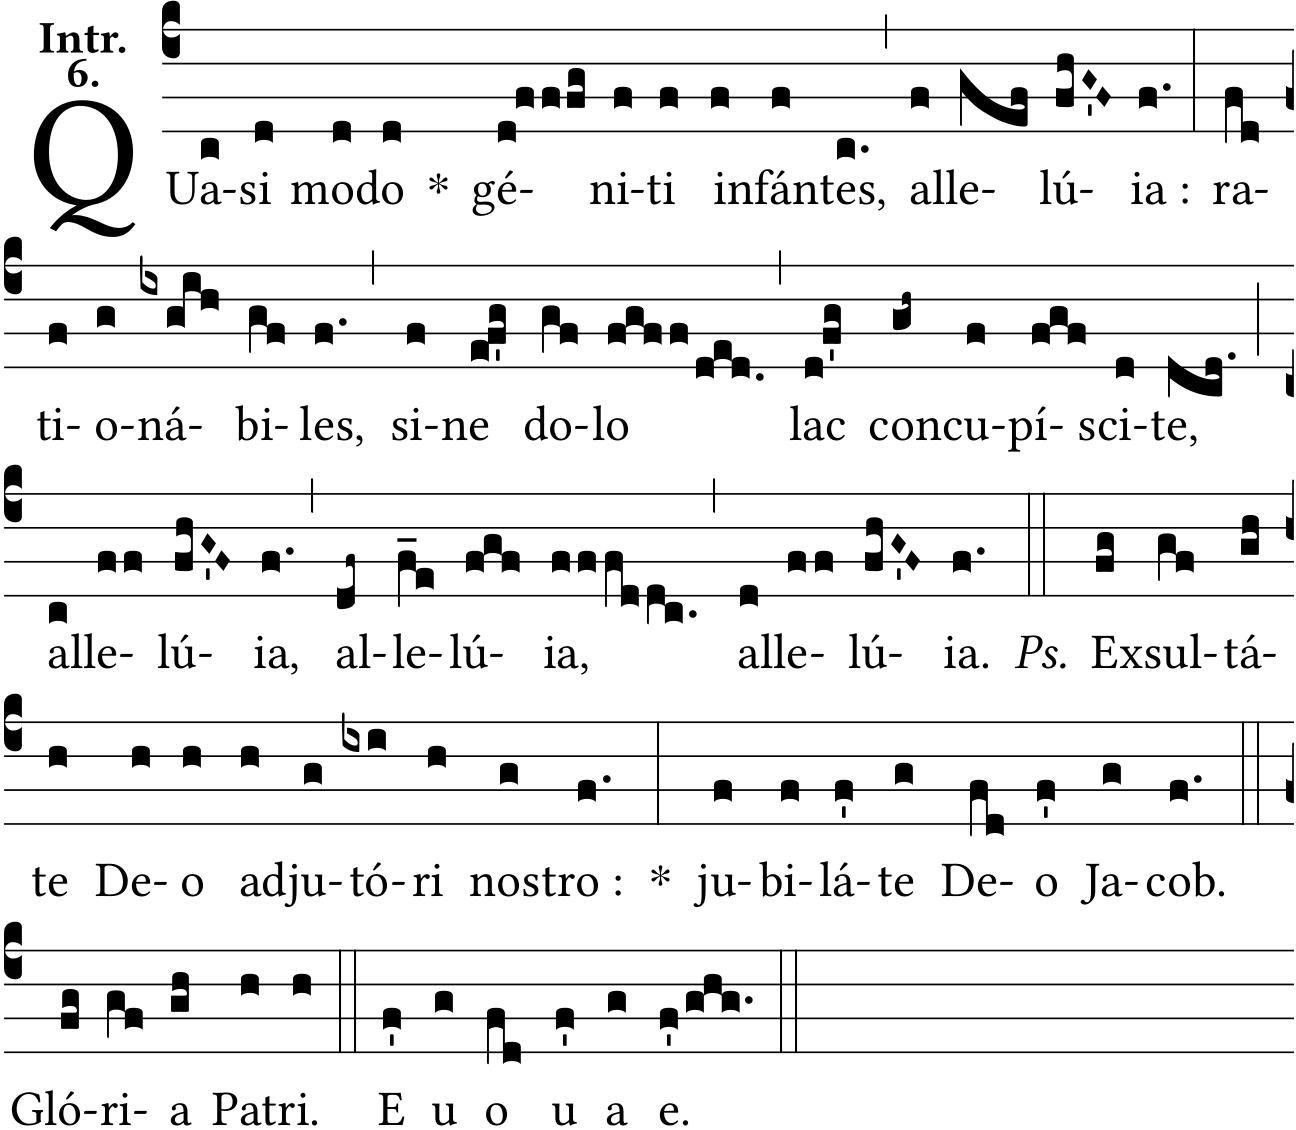 Intr.
6.
QUa-si modo * gé- ni-ti infántes, alle- lú- ia : ra-
ti- o-ná- bi- les, si-ne do-lo lac concu-pí- sci-te,
alle- lú- ia, al-le-lú- ia, alle- lú- ia. Ps. Exsul-tá-
te De- o adju-tó-ri nostro : * ju-bi-lá-te De- o Ja-cob.
Gló-ri- a Patri. E u o u a e.